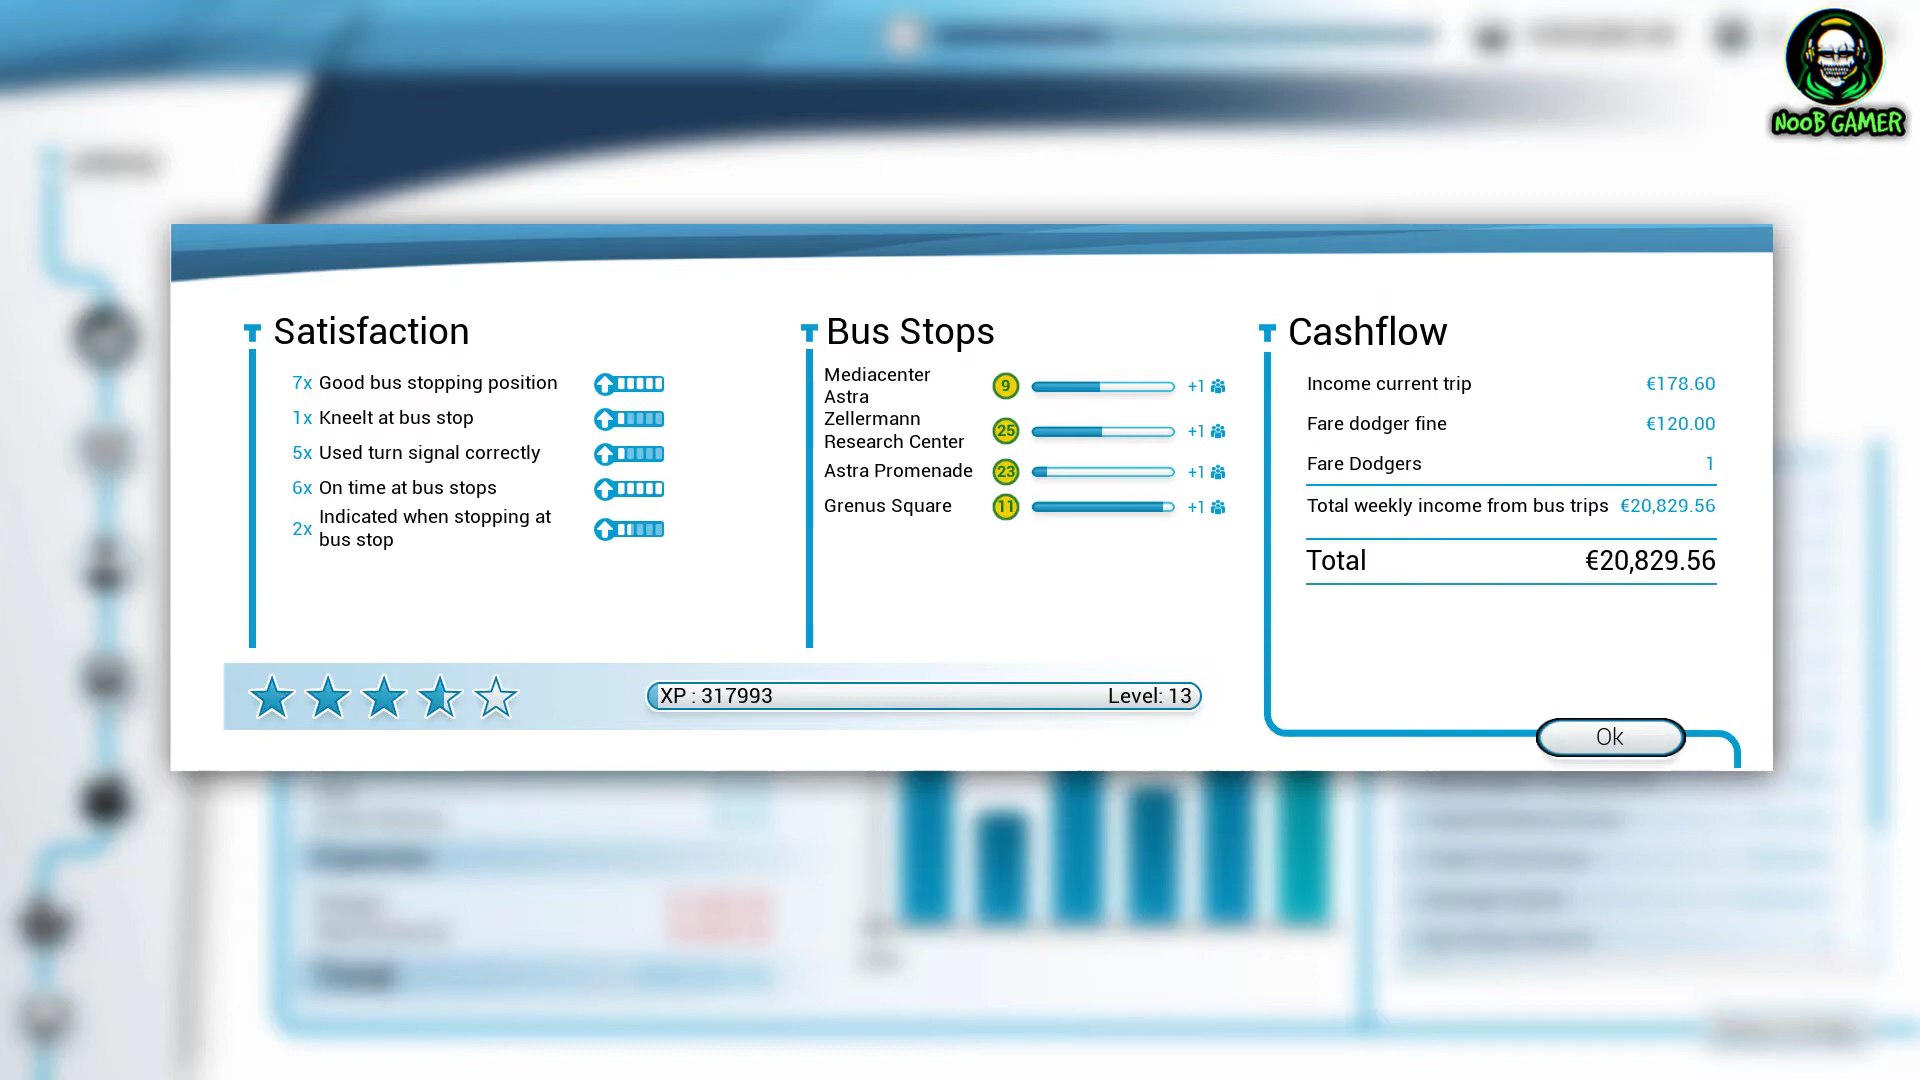 NOOB GAMER
Satisfaction
7x Good bus stopping position
1x Kneelt at bus stop
5x Used turn signal correctly
6x On time at bus stops
2x Indicated when stopping at
bus stop
Bus Stops
Mediacenter
Astra 9 +1
Zellermann
Research Center 25 +1
Astra Promenade 23 +1
Grenus Square 11 +1
Cashflow
Income current trip €178.60
Fare dodger fine €120.00
Fare Dodgers 1
Total weekly income from bus trips €20,829.56
Total €20,829.56
XP : 317993 Level: 13
Ok